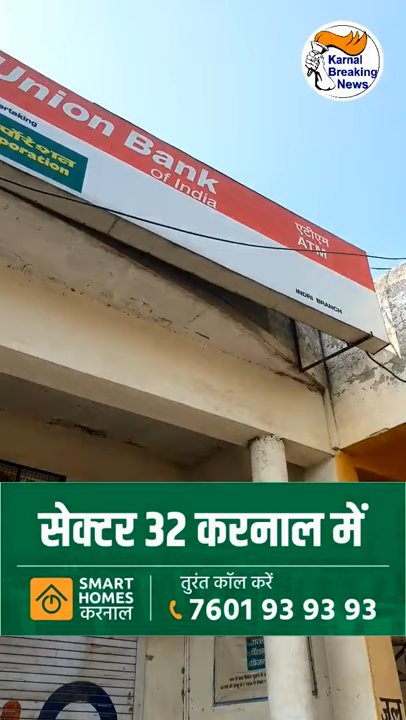 Karnal
Breaking
News
Union Bank
of India
ertaking
र्पोरेशन
poration
एटीएम
ATM
INDRI BRANCH
सेक्टर 32 करनाल में
SMART
HOMES
करनाल
तुरंत कॉल करें
7601 93 93 93